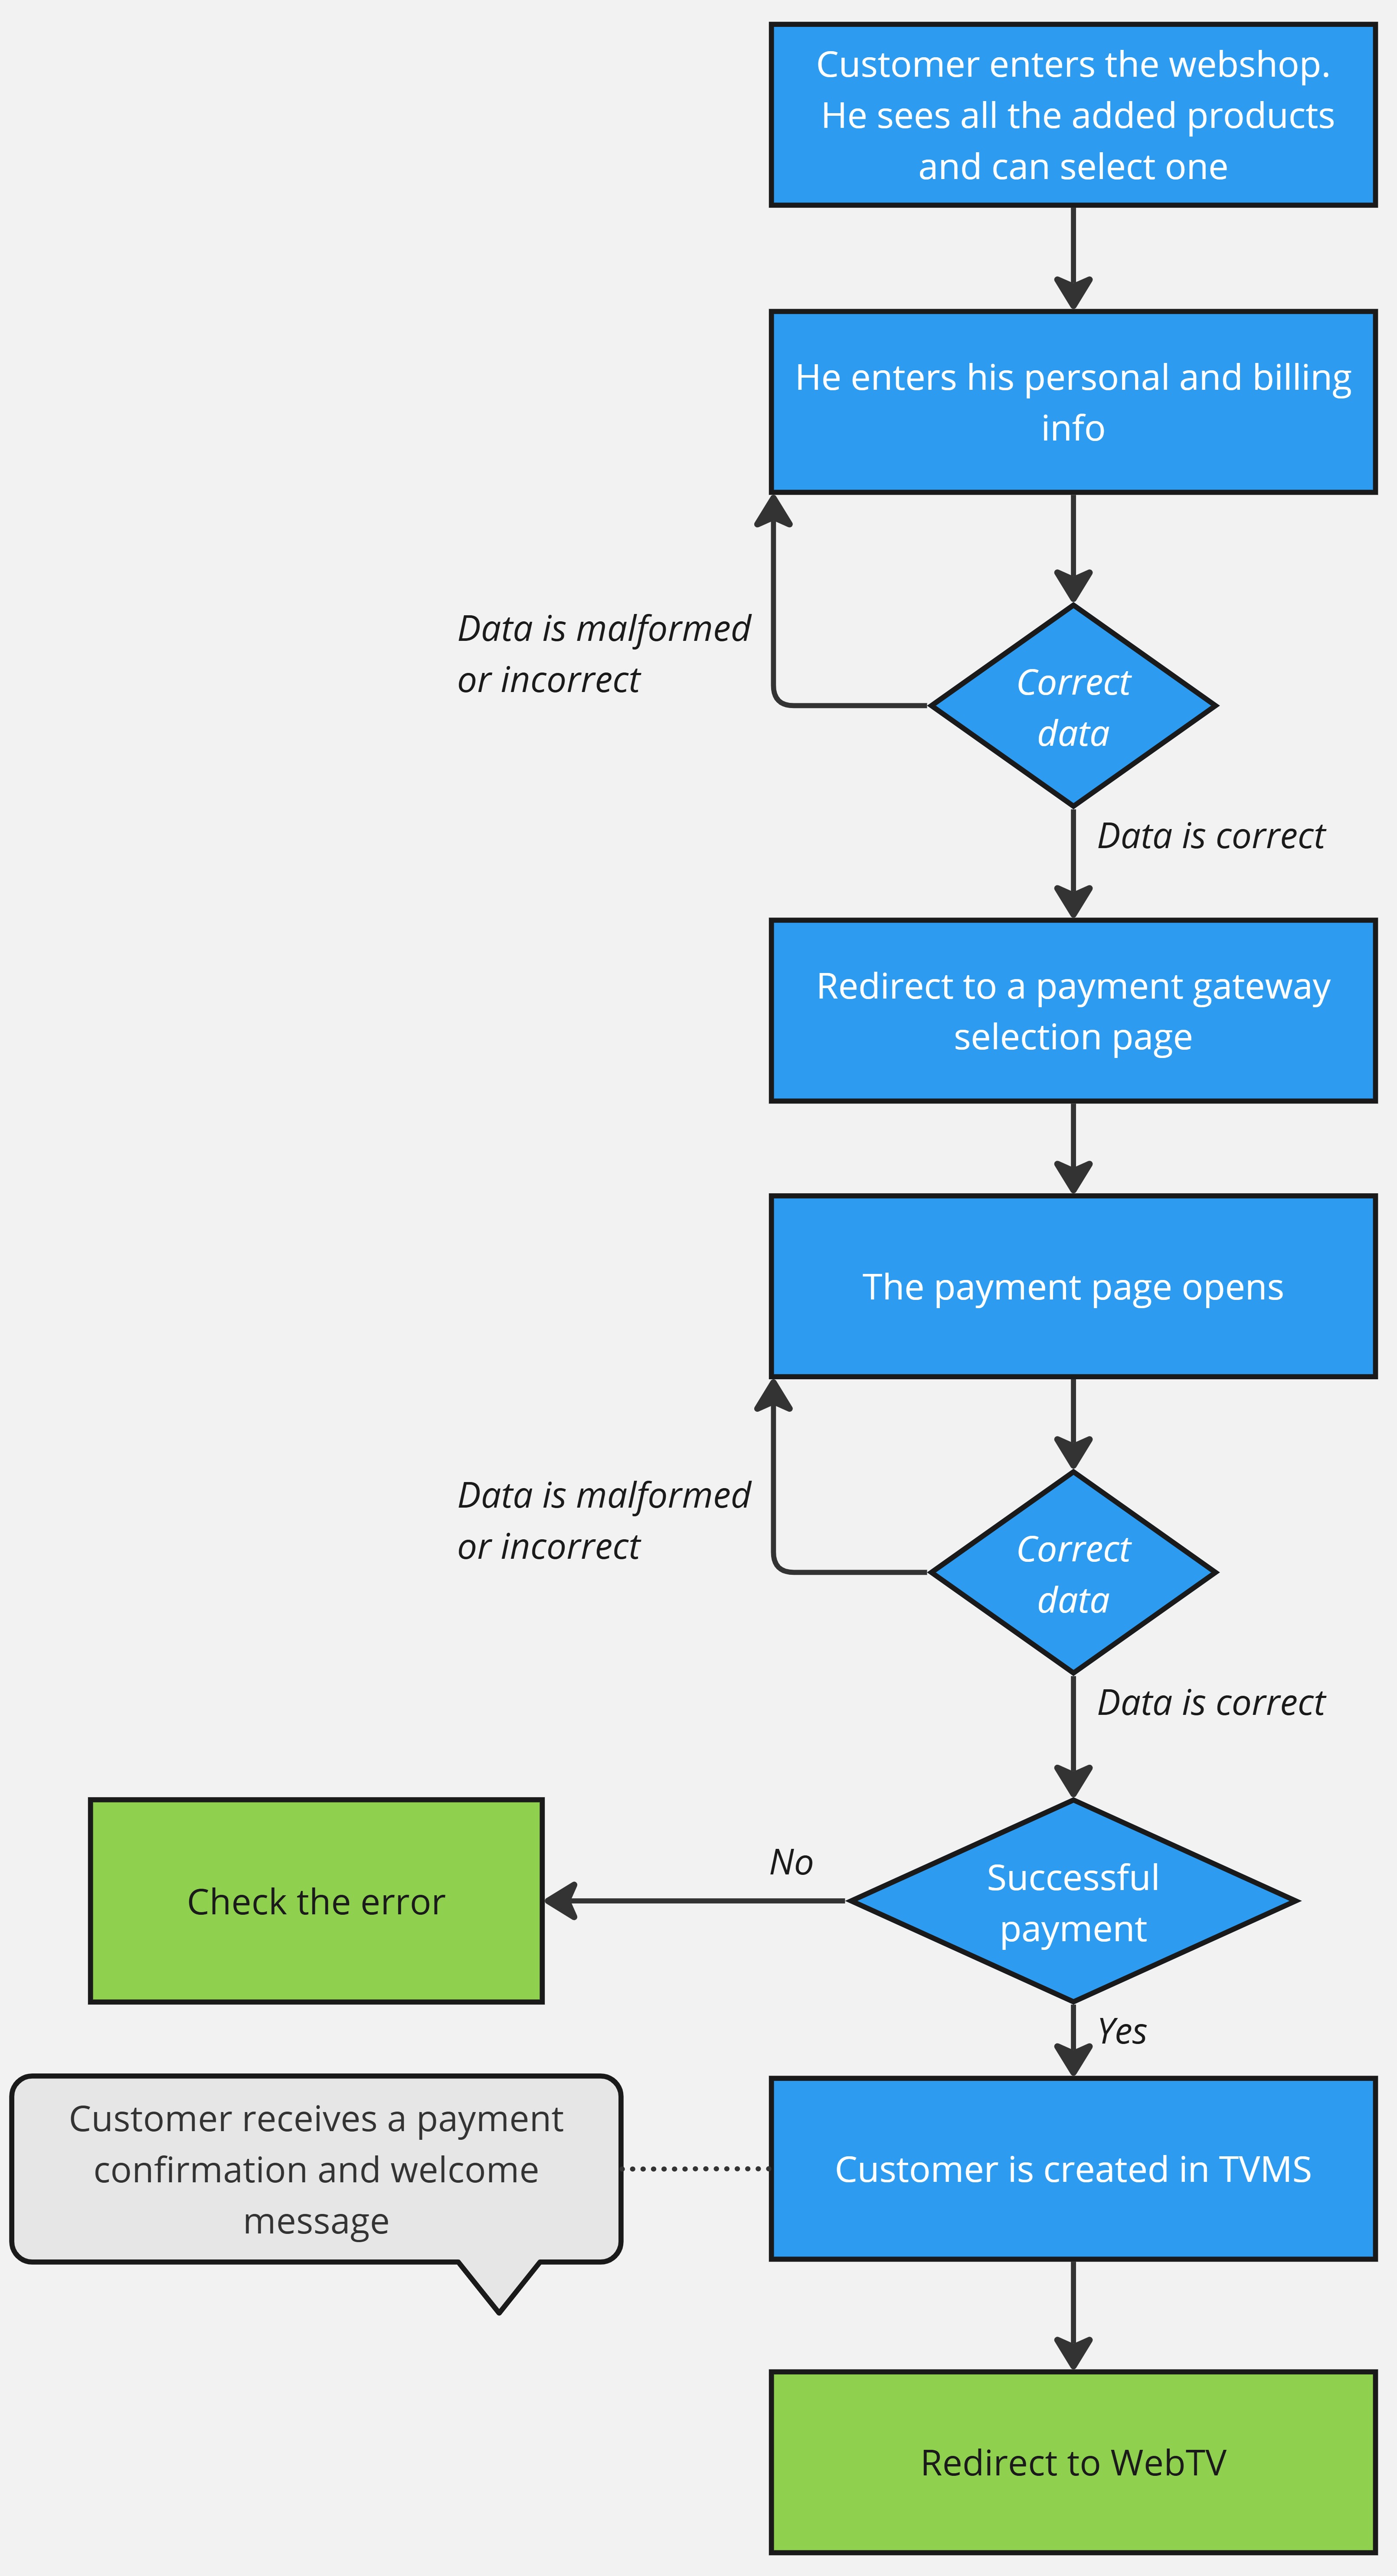 Customer enters the webshop.
He sees all the added products
and can select one
He enters his personal and billing
info
Data is malformed
or incorrect
Correct
data
Data is correct
Redirect to a payment gateway
selection page
The payment page opens
Data is malformed
or incorrect
Correct
data
Data is correct
Check the error
No
Successful
payment
Yes
Customer receives a payment
confirmation and welcome
message
Customer is created in TVMS
Redirect to WebTV